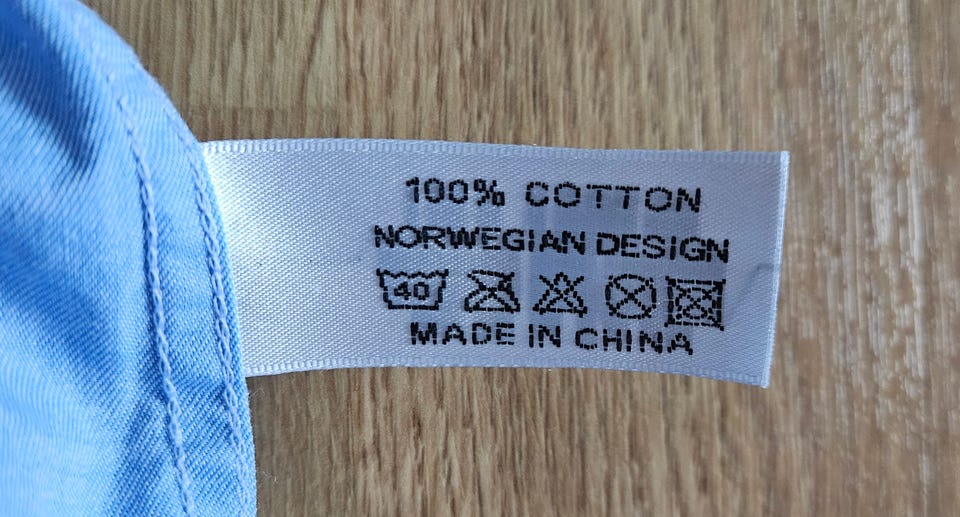 100% COTTON
NORWEGIAN DESIGN
40
MADE IN CHINA